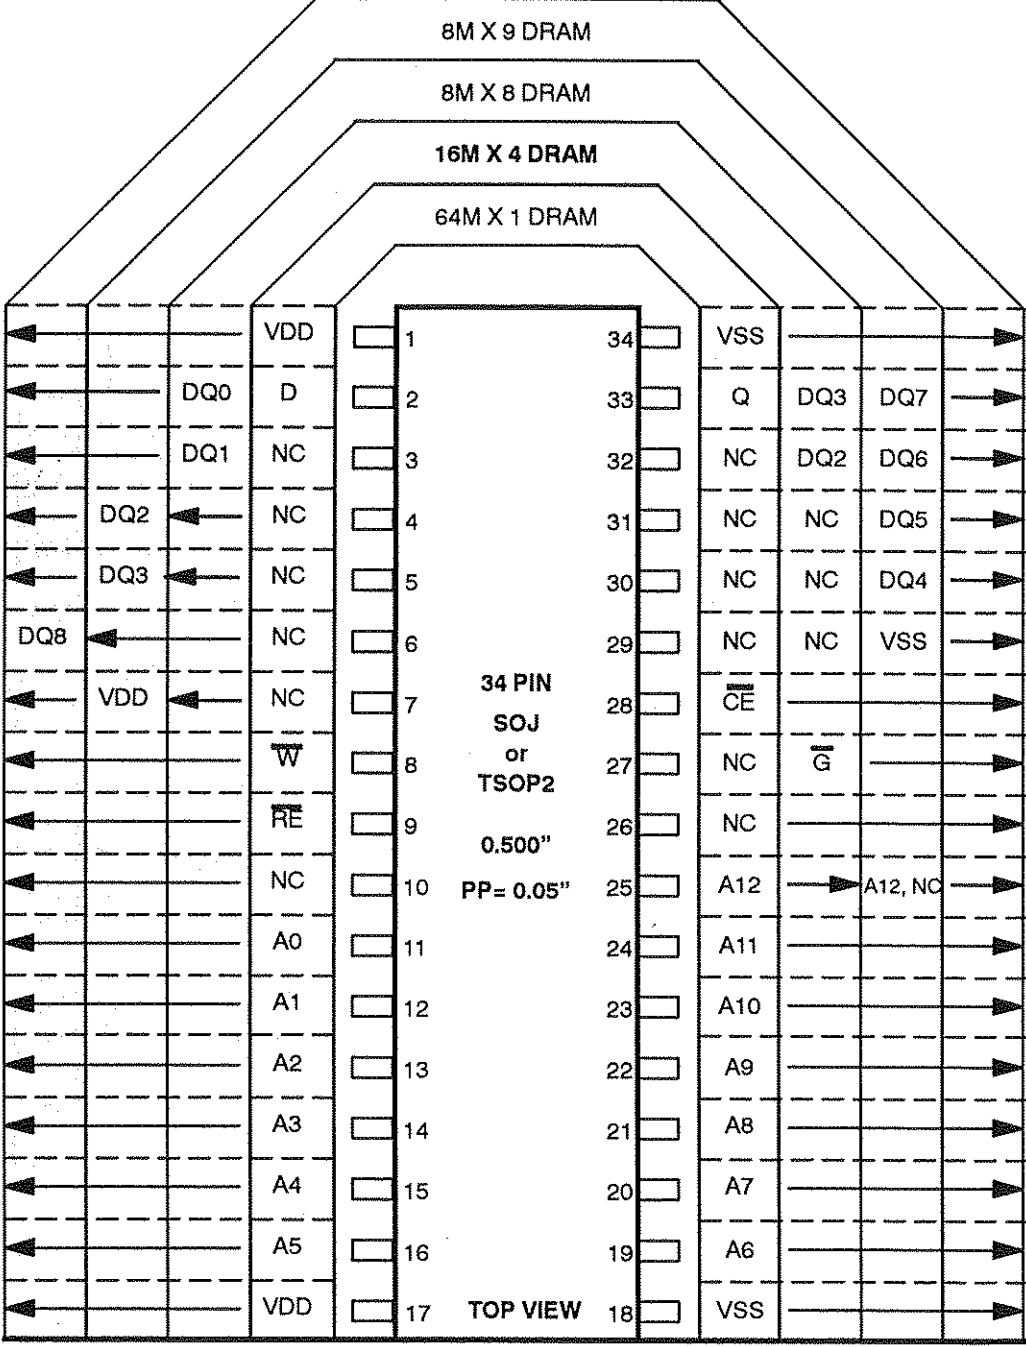 8M X 9 DRAM
8M X 8 DRAM
16M X 4 DRAM
64M X 1 DRAM
VDD 1 34 VSS
DQ0 D 2 33 Q DQ3 DQ7
DQ1 NC 3 32 NC DQ2 DQ6
DQ2 NC 4 31 NC NC DQ5
DQ3 NC 5 30 NC NC DQ4
DQ8 NC 6 29 NC NC VSS
VDD NC 7 28 C̅E̅
W̅ 8 27 NC G̅
R̅E̅ 9 26 NC
NC 10 25 A12 A12, NC
A0 11 24 A11
A1 12 23 A10
A2 13 22 A9
A3 14 21 A8
A4 15 20 A7
A5 16 19 A6
VDD 17 18 VSS
34 PIN
SOJ
or
TSOP2
0.500"
PP= 0.05"
TOP VIEW